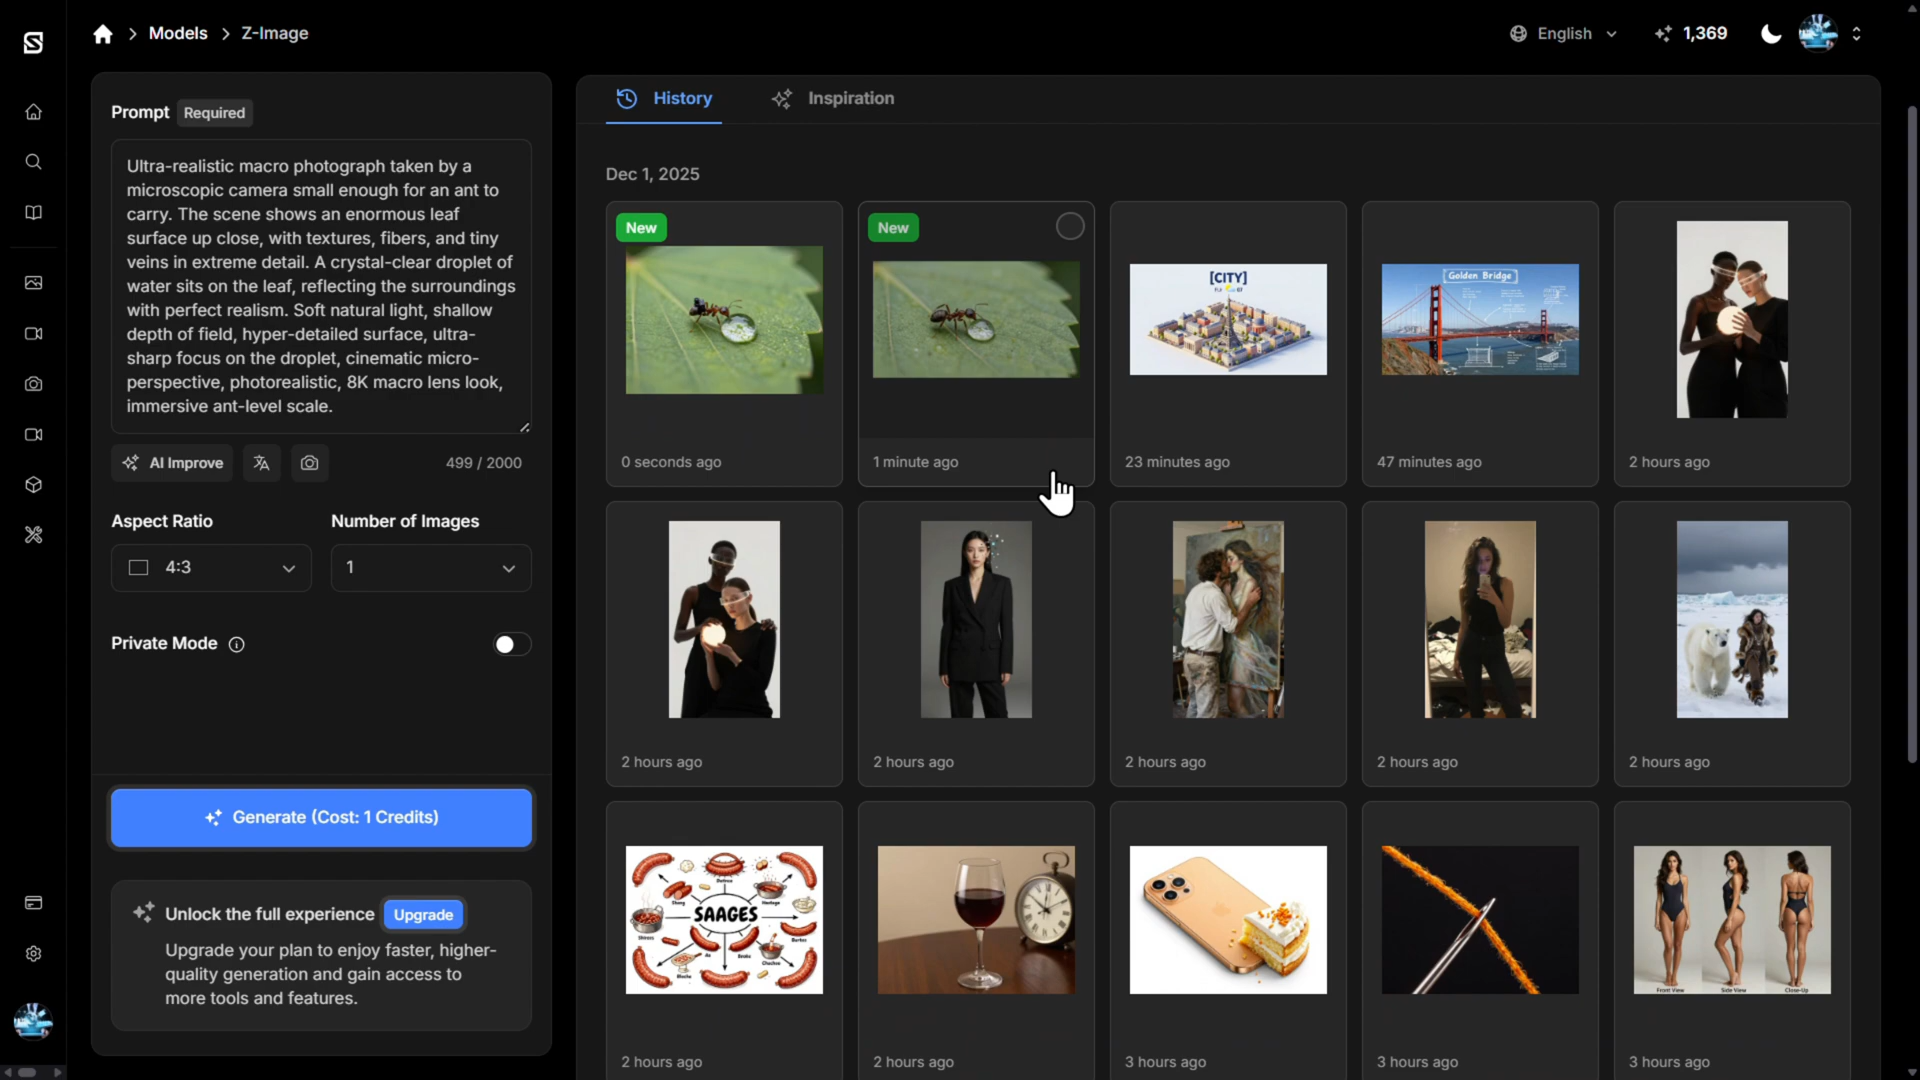 Models
Z-Image
English
1,369
Prompt
Required
Ultra-realistic macro photograph taken by a
microscopic camera small enough for an ant to
carry. The scene shows an enormous leaf
surface up close, with textures, fibers, and tiny
veins in extreme detail. A crystal-clear droplet of
water sits on the leaf, reflecting the surroundings
with perfect realism. Soft natural light, shallow
depth of field, hyper-detailed surface, ultra-
sharp focus on the droplet, cinematic micro-
perspective, photorealistic, 8K macro lens look,
immersive ant-level scale.
AI Improve
499 / 2000
Aspect Ratio
Number of Images
4:3
1
Private Mode
Generate (Cost: 1 Credits)
Unlock the full experience
Upgrade
Upgrade your plan to enjoy faster, higher-
quality generation and gain access to
more tools and features.
History
Inspiration
Dec 1, 2025
New
New
[CITY]
Golden Bridge
0 seconds ago
1 minute ago
23 minutes ago
47 minutes ago
2 hours ago
2 hours ago
2 hours ago
2 hours ago
2 hours ago
2 hours ago
SAAGES
Front View
Side View
Close-Up
2 hours ago
2 hours ago
3 hours ago
3 hours ago
3 hours ago